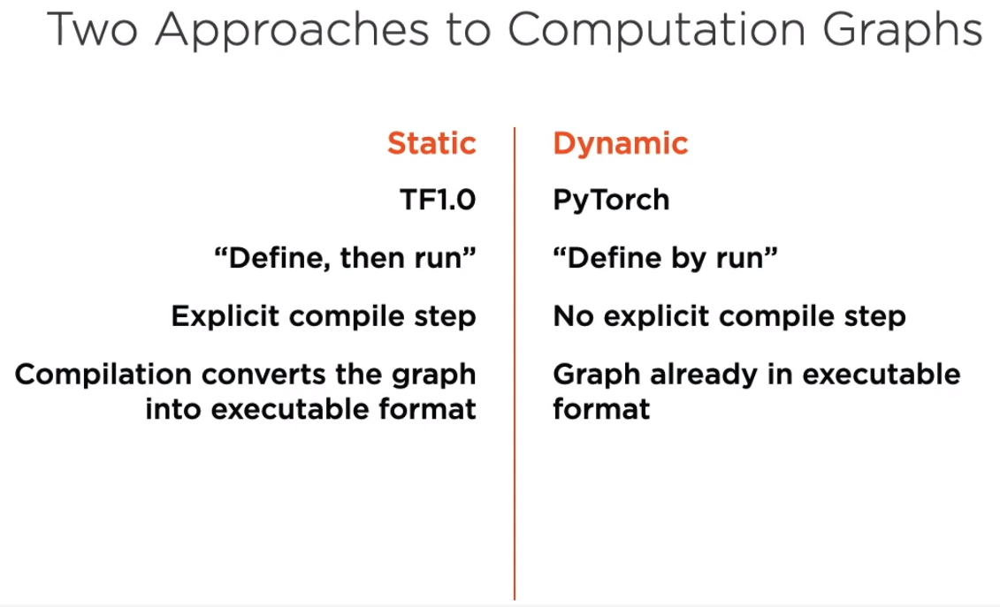 Two Approaches to Computation Graphs
Static
TF1.0
“Define, then run”
Explicit compile step
Compilation converts the graph
into executable format
Dynamic
PyTorch
“Define by run”
No explicit compile step
Graph already in executable
format